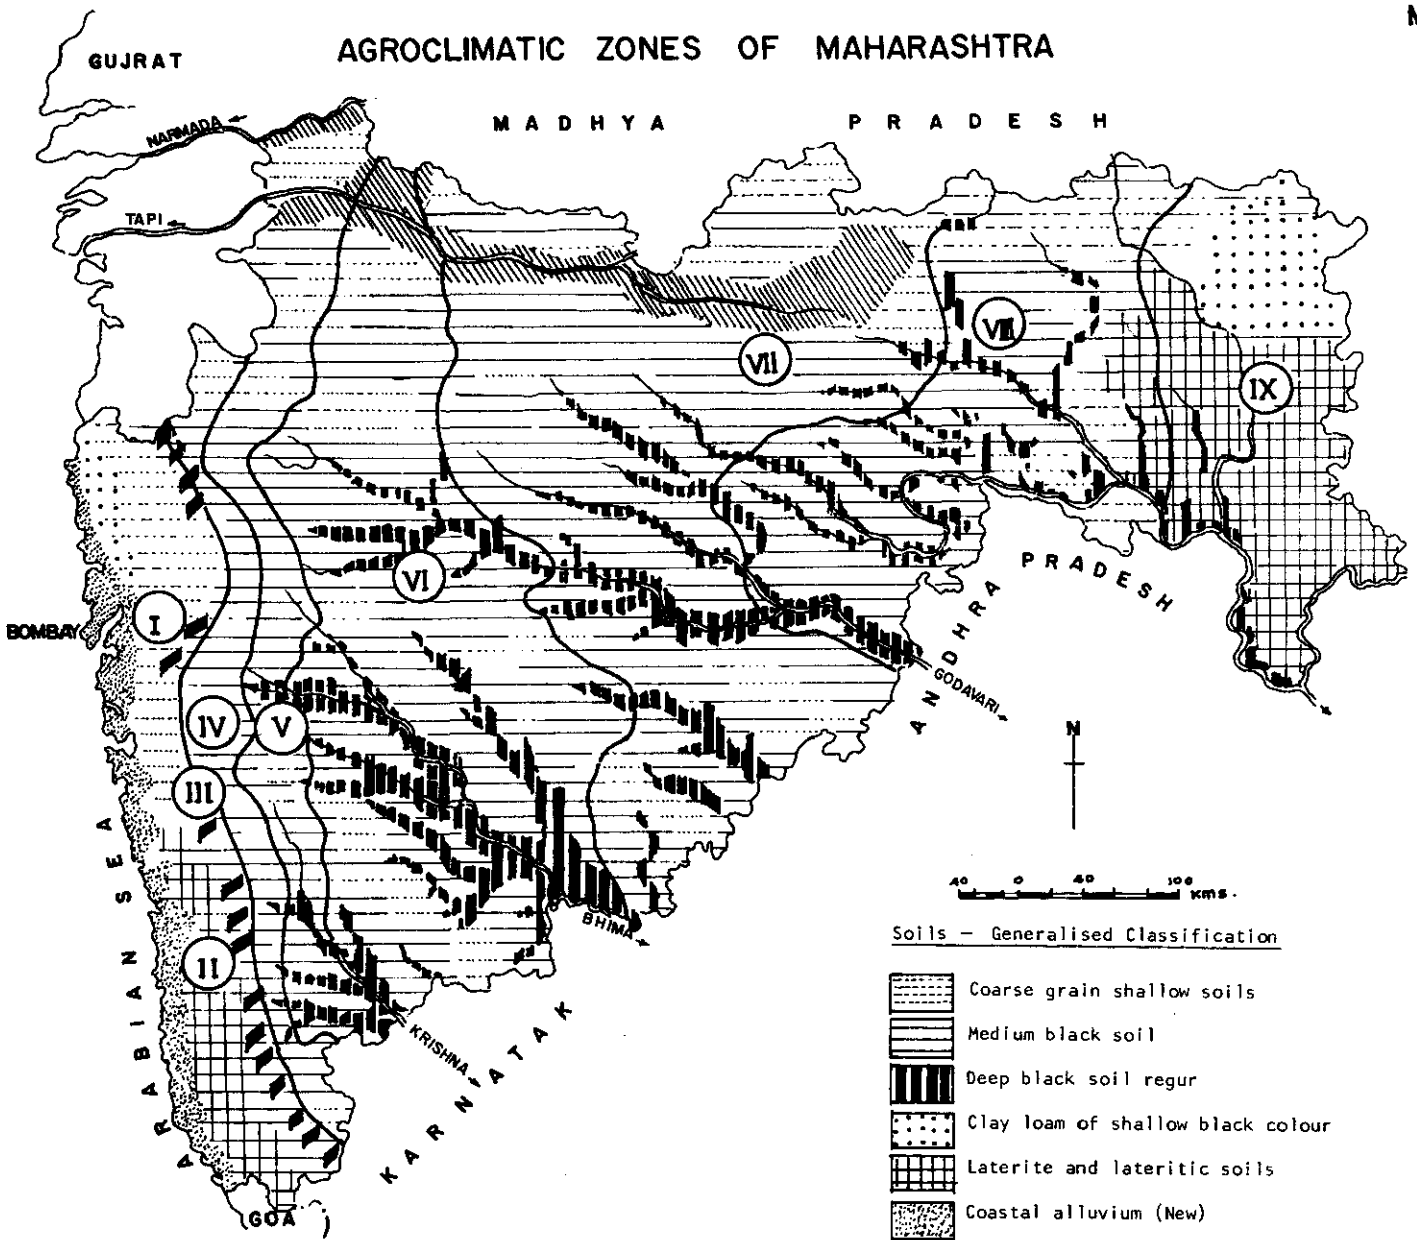 M
AGROCLIMATIC ZONES OF MAHARASHTRA
GUJRAT
MADHYA PRADESH
NARMADA
TAPI
VIII
VII
IX
VI
ANDHRA PRADESH
I
BOMBAY
GODAVARI
IV
V
N
III
ARABIAN SEA
40 0 40 100 KMS.
BHIMA
Soils - Generalised Classification
II
Coarse grain shallow soils
KRISHNA
Medium black soil
KARNATAK
Deep black soil regur
Clay loam of shallow black colour
Laterite and lateritic soils
Coastal alluvium (New)
GOA